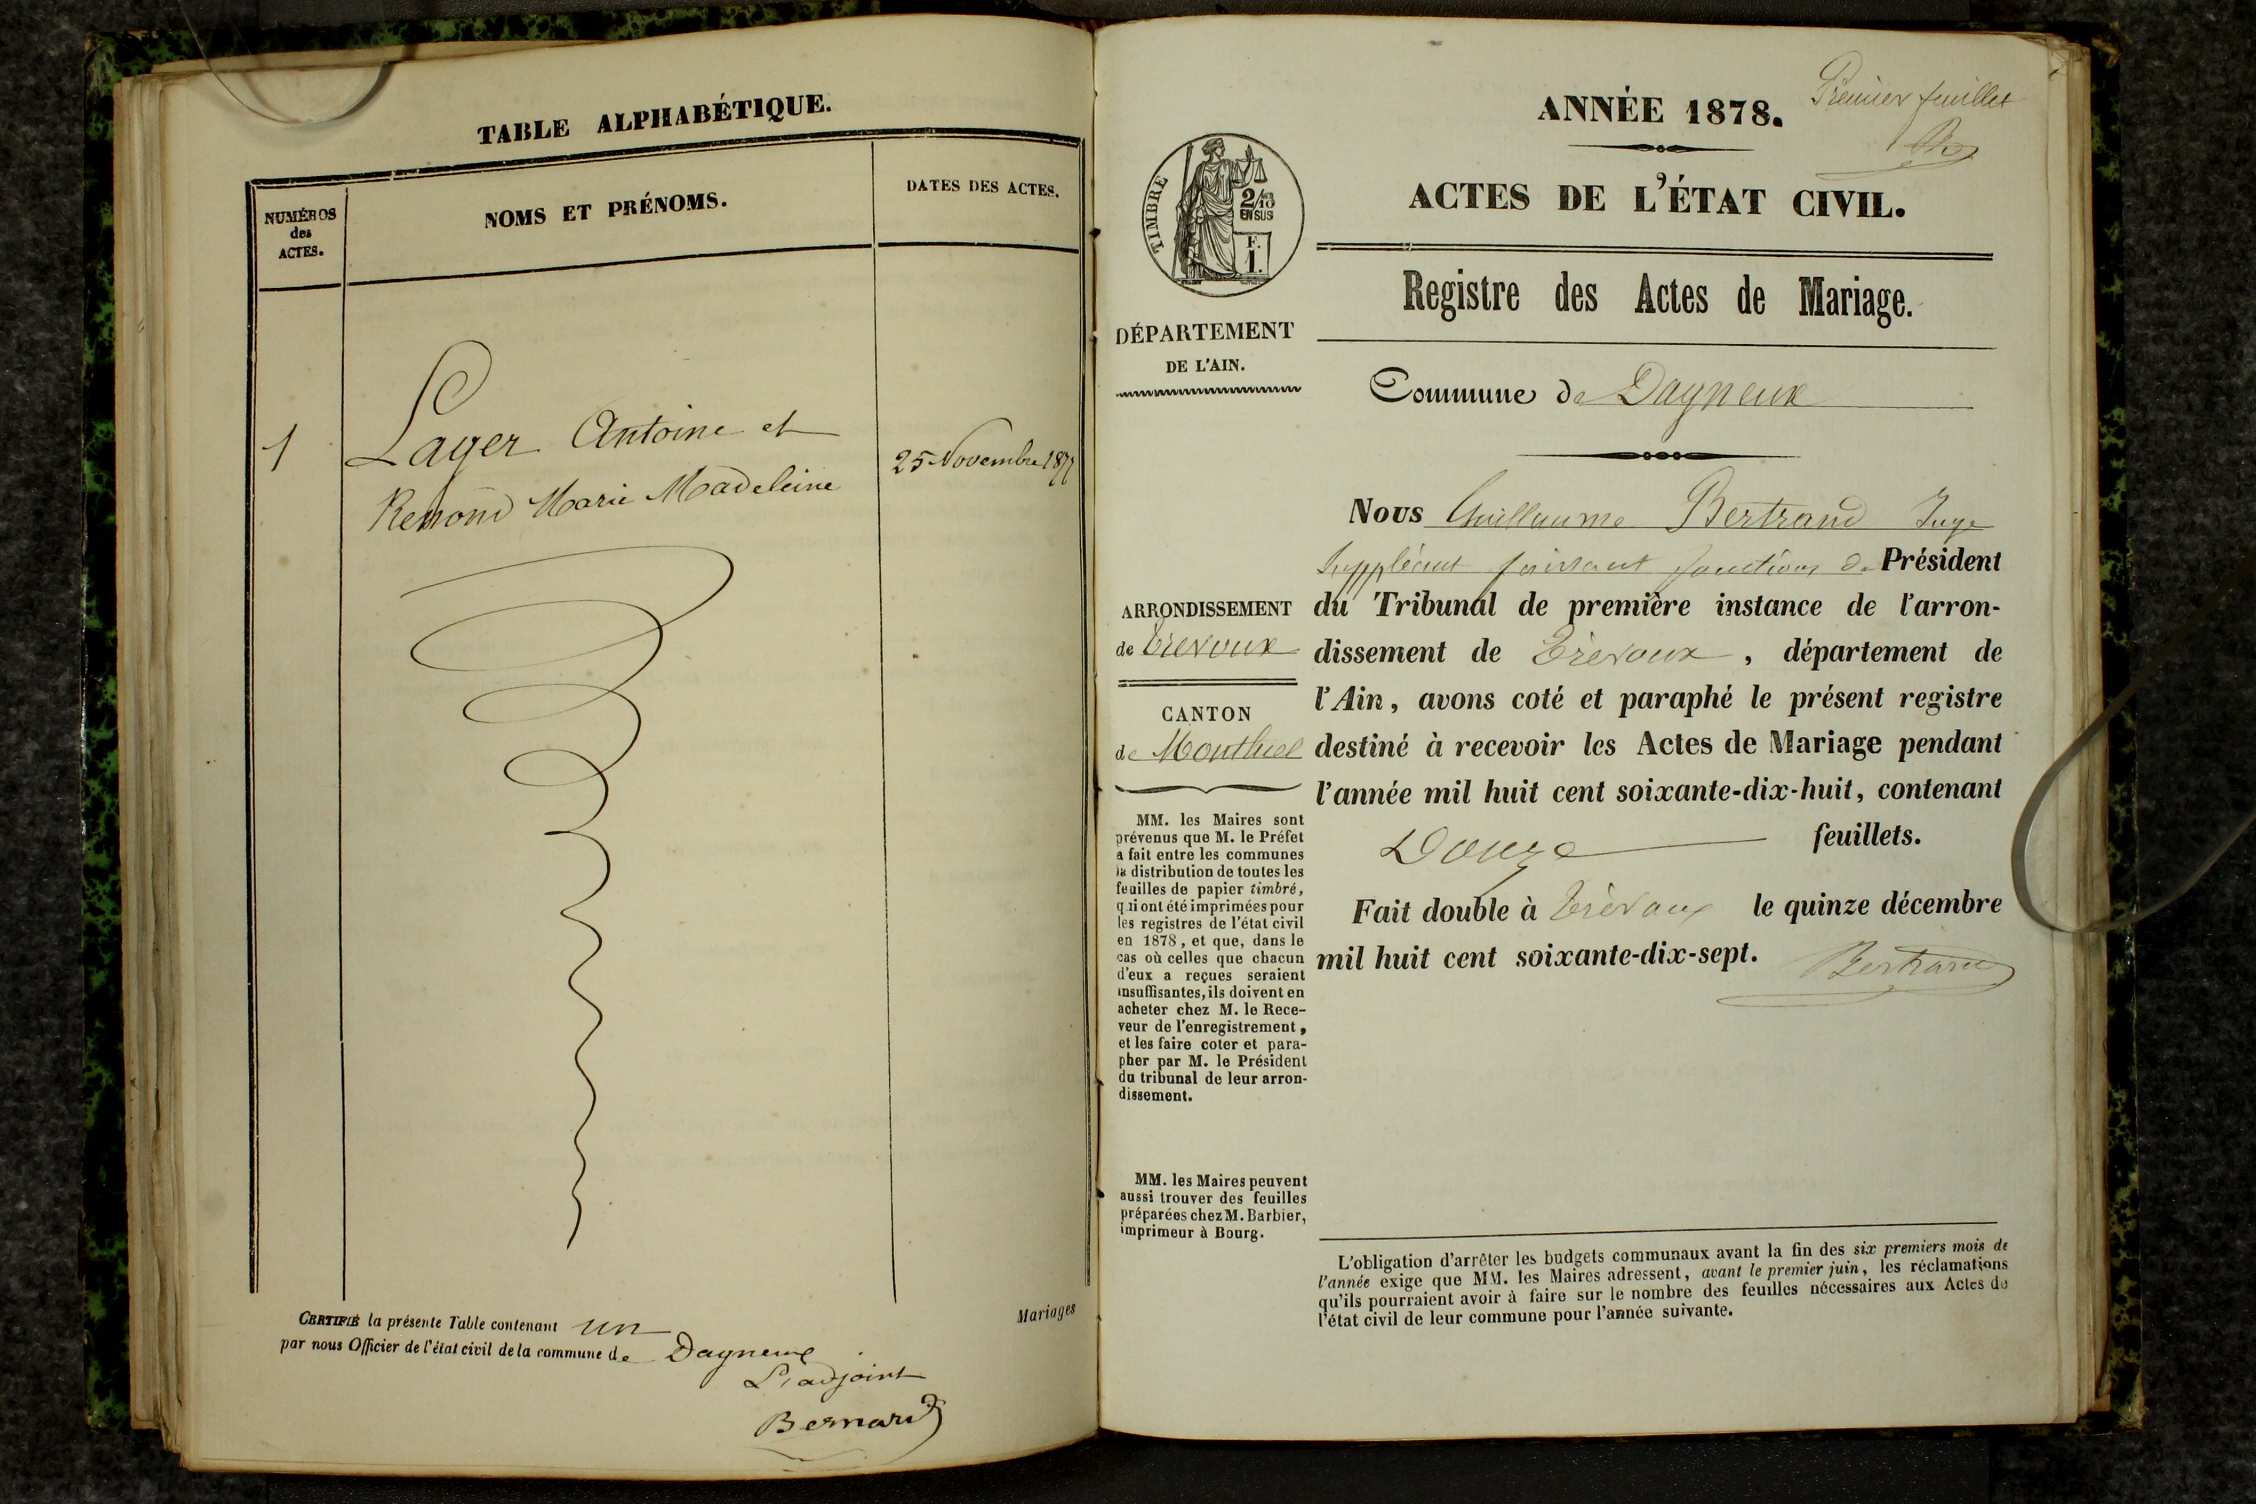 TABLE ALPHABÉTIQUE.
NUMÉROS
des
ACTES.
NOMS ET PRÉNOMS.
DATES DES ACTES.
1
Lager Antoine et
Remond Marie Madeleine
25 Novembre 1877
CERTIFIÉ la présente Table contenant un
Mariages
par nous Officier de l'état civil de la commune de Dagneux
L'adjoint
Bernard
Premier feuillet
ANNÉE 1878.
ACTES DE L'ÉTAT CIVIL.
TIMBRE
2/10
EN SUS
F.
1.
Registre des Actes de Mariage.
DÉPARTEMENT
DE L'AIN.
Commune de Dagneux
Nous Guillaume Bertrand Juge
Suppléant faisant fonctions de Président
du Tribunal de première instance de l'arron-
dissement de Trévoux, département de
l'Ain, avons coté et paraphé le présent registre
destiné à recevoir les Actes de Mariage pendant
l'année mil huit cent soixante-dix-huit, contenant
Douze feuillets.
Fait double à Trévoux le quinze décembre
mil huit cent soixante-dix-sept.
Bertrand
ARRONDISSEMENT
de Trevoux
CANTON
de Montluel
MM. les Maires sont
prévenus que M. le Préfet
a fait entre les communes
la distribution de toutes les
feuilles de papier timbré,
qui ont été imprimées pour
les registres de l'état civil
en 1878, et que, dans le
cas où celles que chacun
d'eux a reçues seraient
insuffisantes, ils doivent en
acheter chez M. le Rece-
veur de l'enregistrement,
et les faire coter et para-
pher par M. le Président
du tribunal de leur arron-
dissement.
MM. les Maires peuvent
aussi trouver des feuilles
préparées chez M. Barbier,
imprimeur à Bourg.
L'obligation d'arrêter les budgets communaux avant la fin des six premiers mois de
l'année exige que MM. les Maires adressent, avant le premier juin, les réclamations
qu'ils pourraient avoir à faire sur le nombre des feuilles nécessaires aux Actes de
l'état civil de leur commune pour l'année suivante.